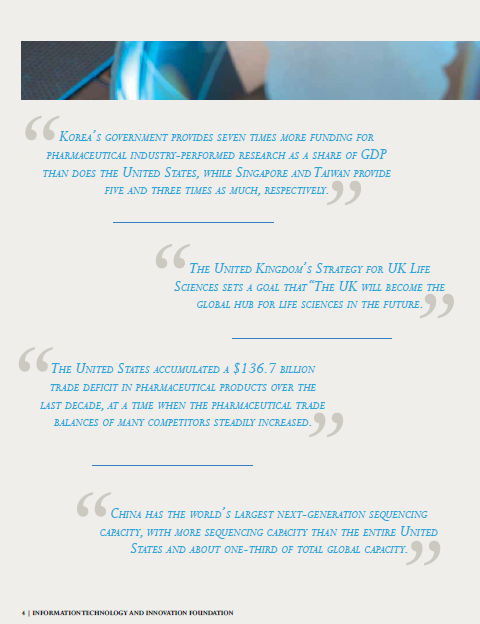 “Korea’s government provides seven times more funding for
pharmaceutical industry-performed research as a share of GDP
than does the United States, while Singapore and Taiwan provide
five and three times as much, respectively.”
“The United Kingdom’s Strategy for UK Life
Sciences sets a goal that “The UK will become the
global hub for life sciences in the future.”
“The United States accumulated a $136.7 billion
trade deficit in pharmaceutical products over the
last decade, at a time when the pharmaceutical trade
balances of many competitors steadily increased.”
“China has the world’s largest next-generation sequencing
capacity, with more sequencing capacity than the entire United
States and about one-third of total global capacity.”
4 | INFORMATION TECHNOLOGY AND INNOVATION FOUNDATION